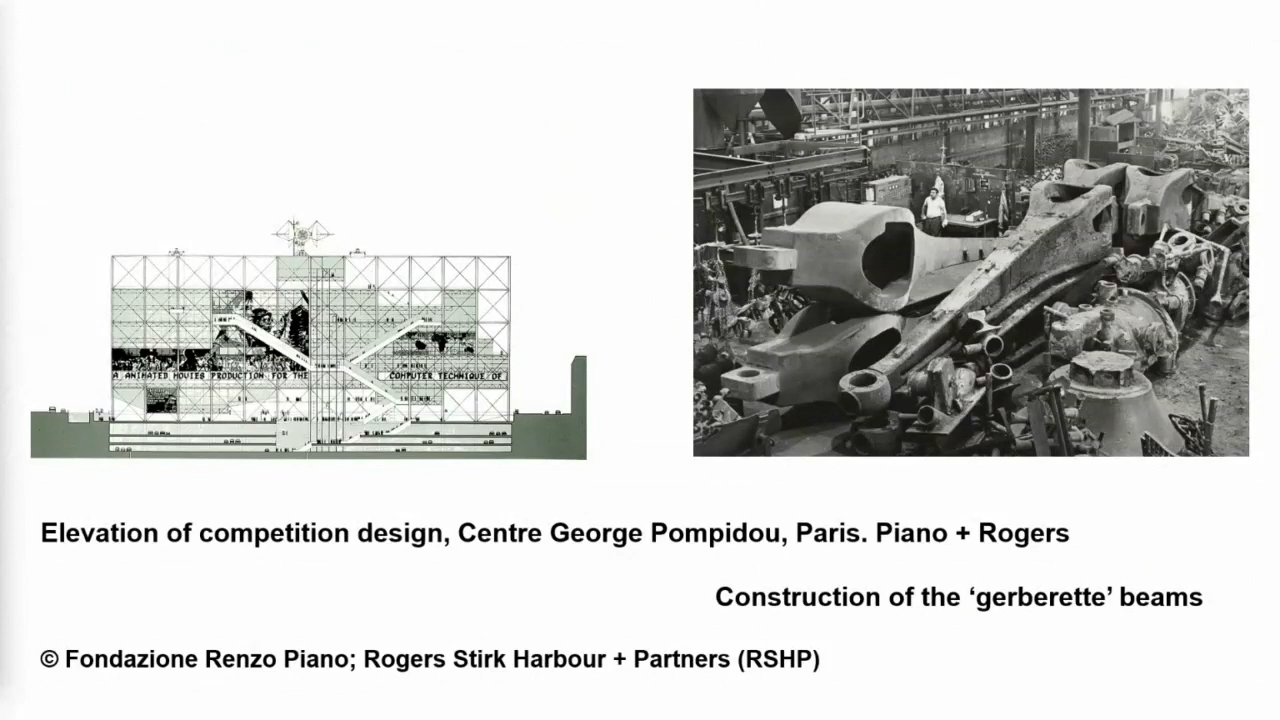 A ANIMATED MOVIES PRODUCTION FOR THE COMPUTER TECHNIQUE OF
Elevation of competition design, Centre George Pompidou, Paris. Piano + Rogers
Construction of the ‘gerberette’ beams
© Fondazione Renzo Piano; Rogers Stirk Harbour + Partners (RSHP)